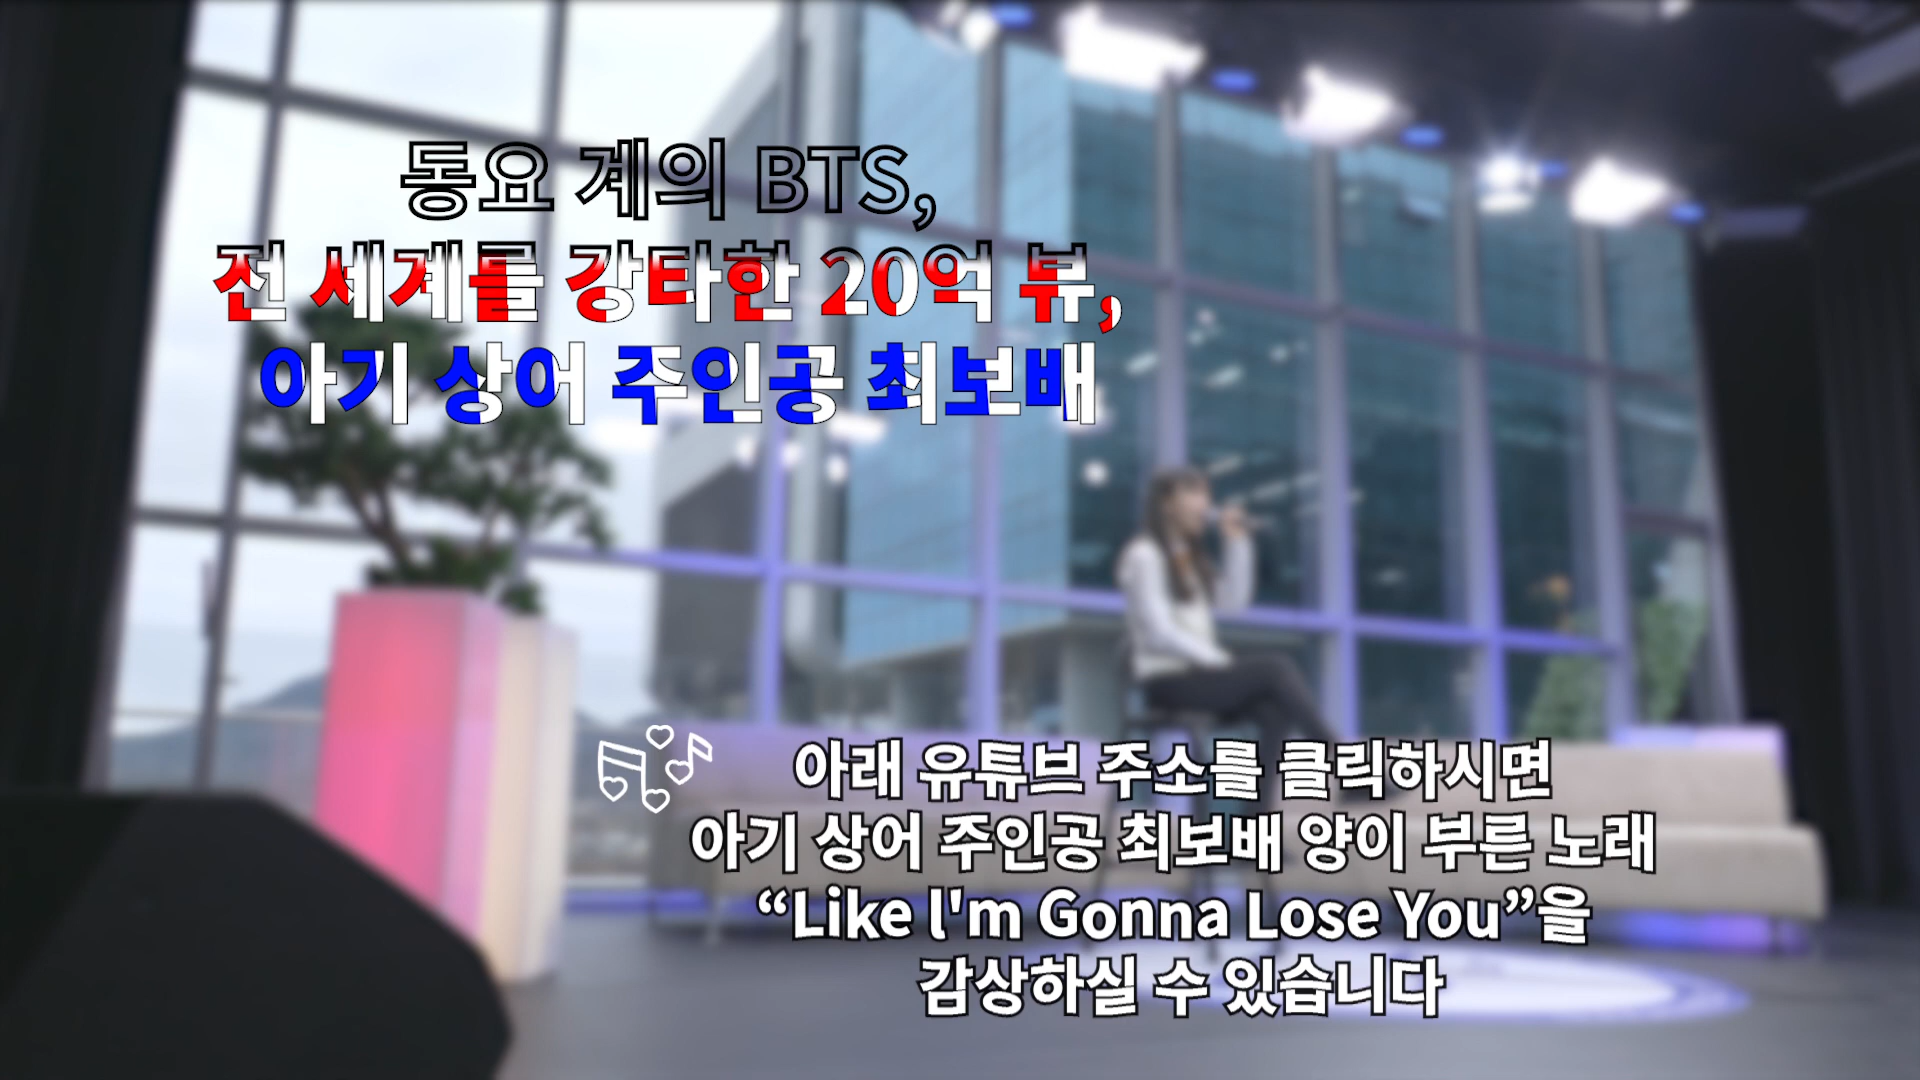 동요 계의 BTS,
전 세계를 강타한 20억 뷰,
아기 상어 주인공 최보배
아래 유튜브 주소를 클릭하시면
아기 상어 주인공 최보배 양이 부른 노래
“Like l'm Gonna Lose You”을
감상하실 수 있습니다